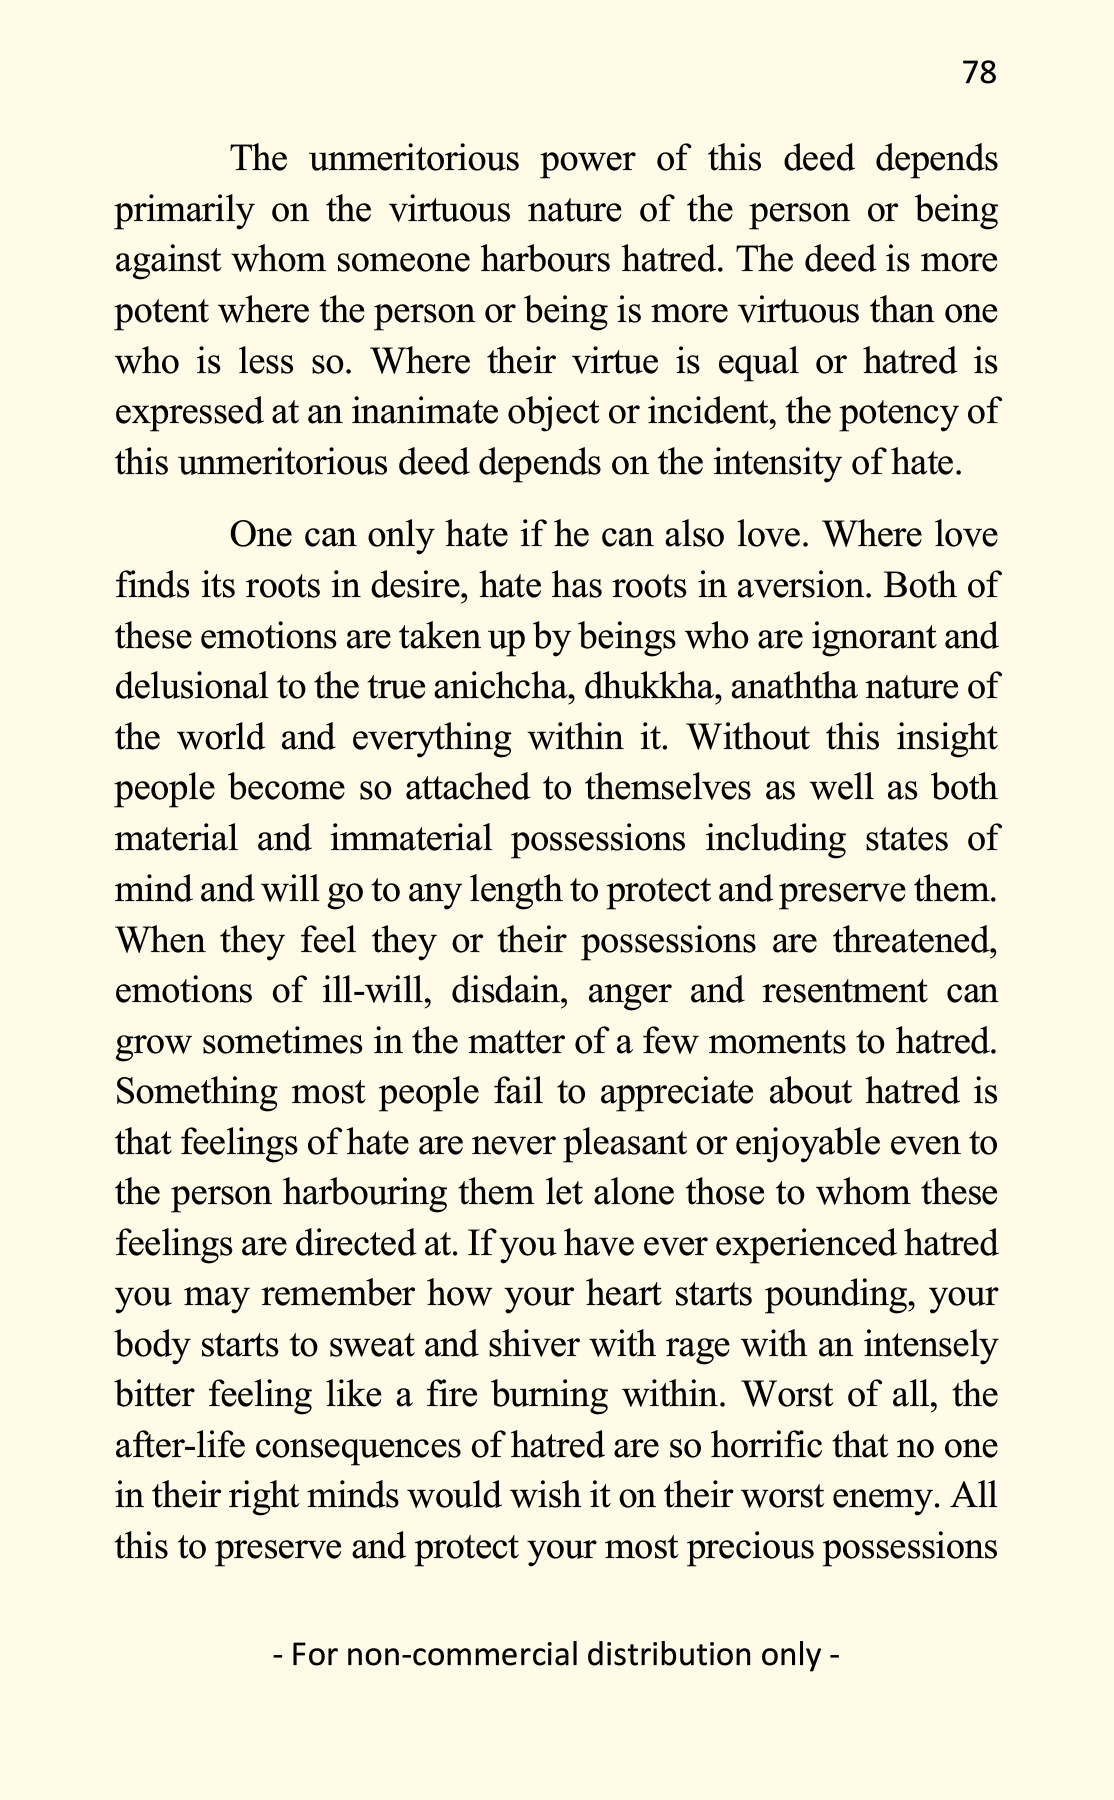 78
The unmeritorious power of this deed depends
primarily on the virtuous nature of the person or being
against whom someone harbours hatred. The deed is more
potent where the person or being is more virtuous than one
who is less so. Where their virtue is equal or hatred is
expressed at an inanimate object or incident, the potency of
this unmeritorious deed depends on the intensity of hate.
One can only hate if he can also love. Where love
finds its roots in desire, hate has roots in aversion. Both of
these emotions are taken up by beings who are ignorant and
delusional to the true anichcha, dhukkha, anaththa nature of
the world and everything within it. Without this insight
people become so attached to themselves as well as both
material and immaterial possessions including states of
mind and will go to any length to protect and preserve them.
When they feel they or their possessions are threatened,
emotions of ill-will, disdain, anger and resentment can
grow sometimes in the matter of a few moments to hatred.
Something most people fail to appreciate about hatred is
that feelings of hate are never pleasant or enjoyable even to
the person harbouring them let alone those to whom these
feelings are directed at. If you have ever experienced hatred
you may remember how your heart starts pounding, your
body starts to sweat and shiver with rage with an intensely
bitter feeling like a fire burning within. Worst of all, the
after-life consequences of hatred are so horrific that no one
in their right minds would wish it on their worst enemy. All
this to preserve and protect your most precious possessions
- For non-commercial distribution only -